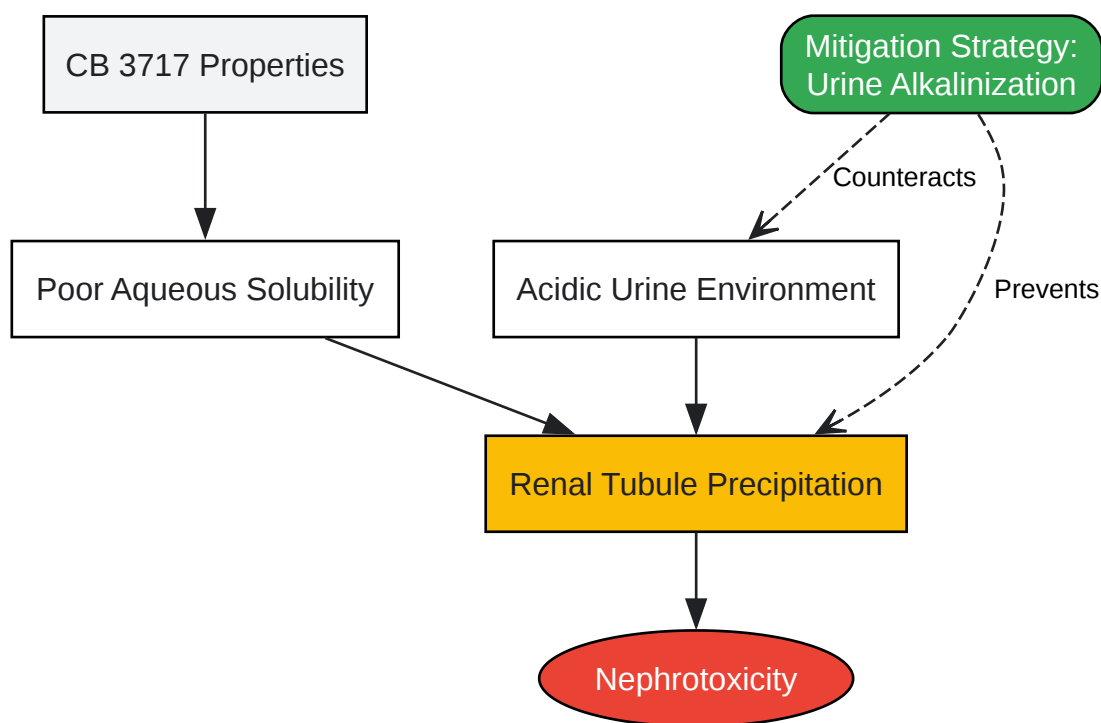 CB 3717 Properties
Mitigation Strategy:
Urine Alkalinization
Counteracts
Poor Aqueous Solubility
Acidic Urine Environment
Prevents
Renal Tubule Precipitation
Nephrotoxicity